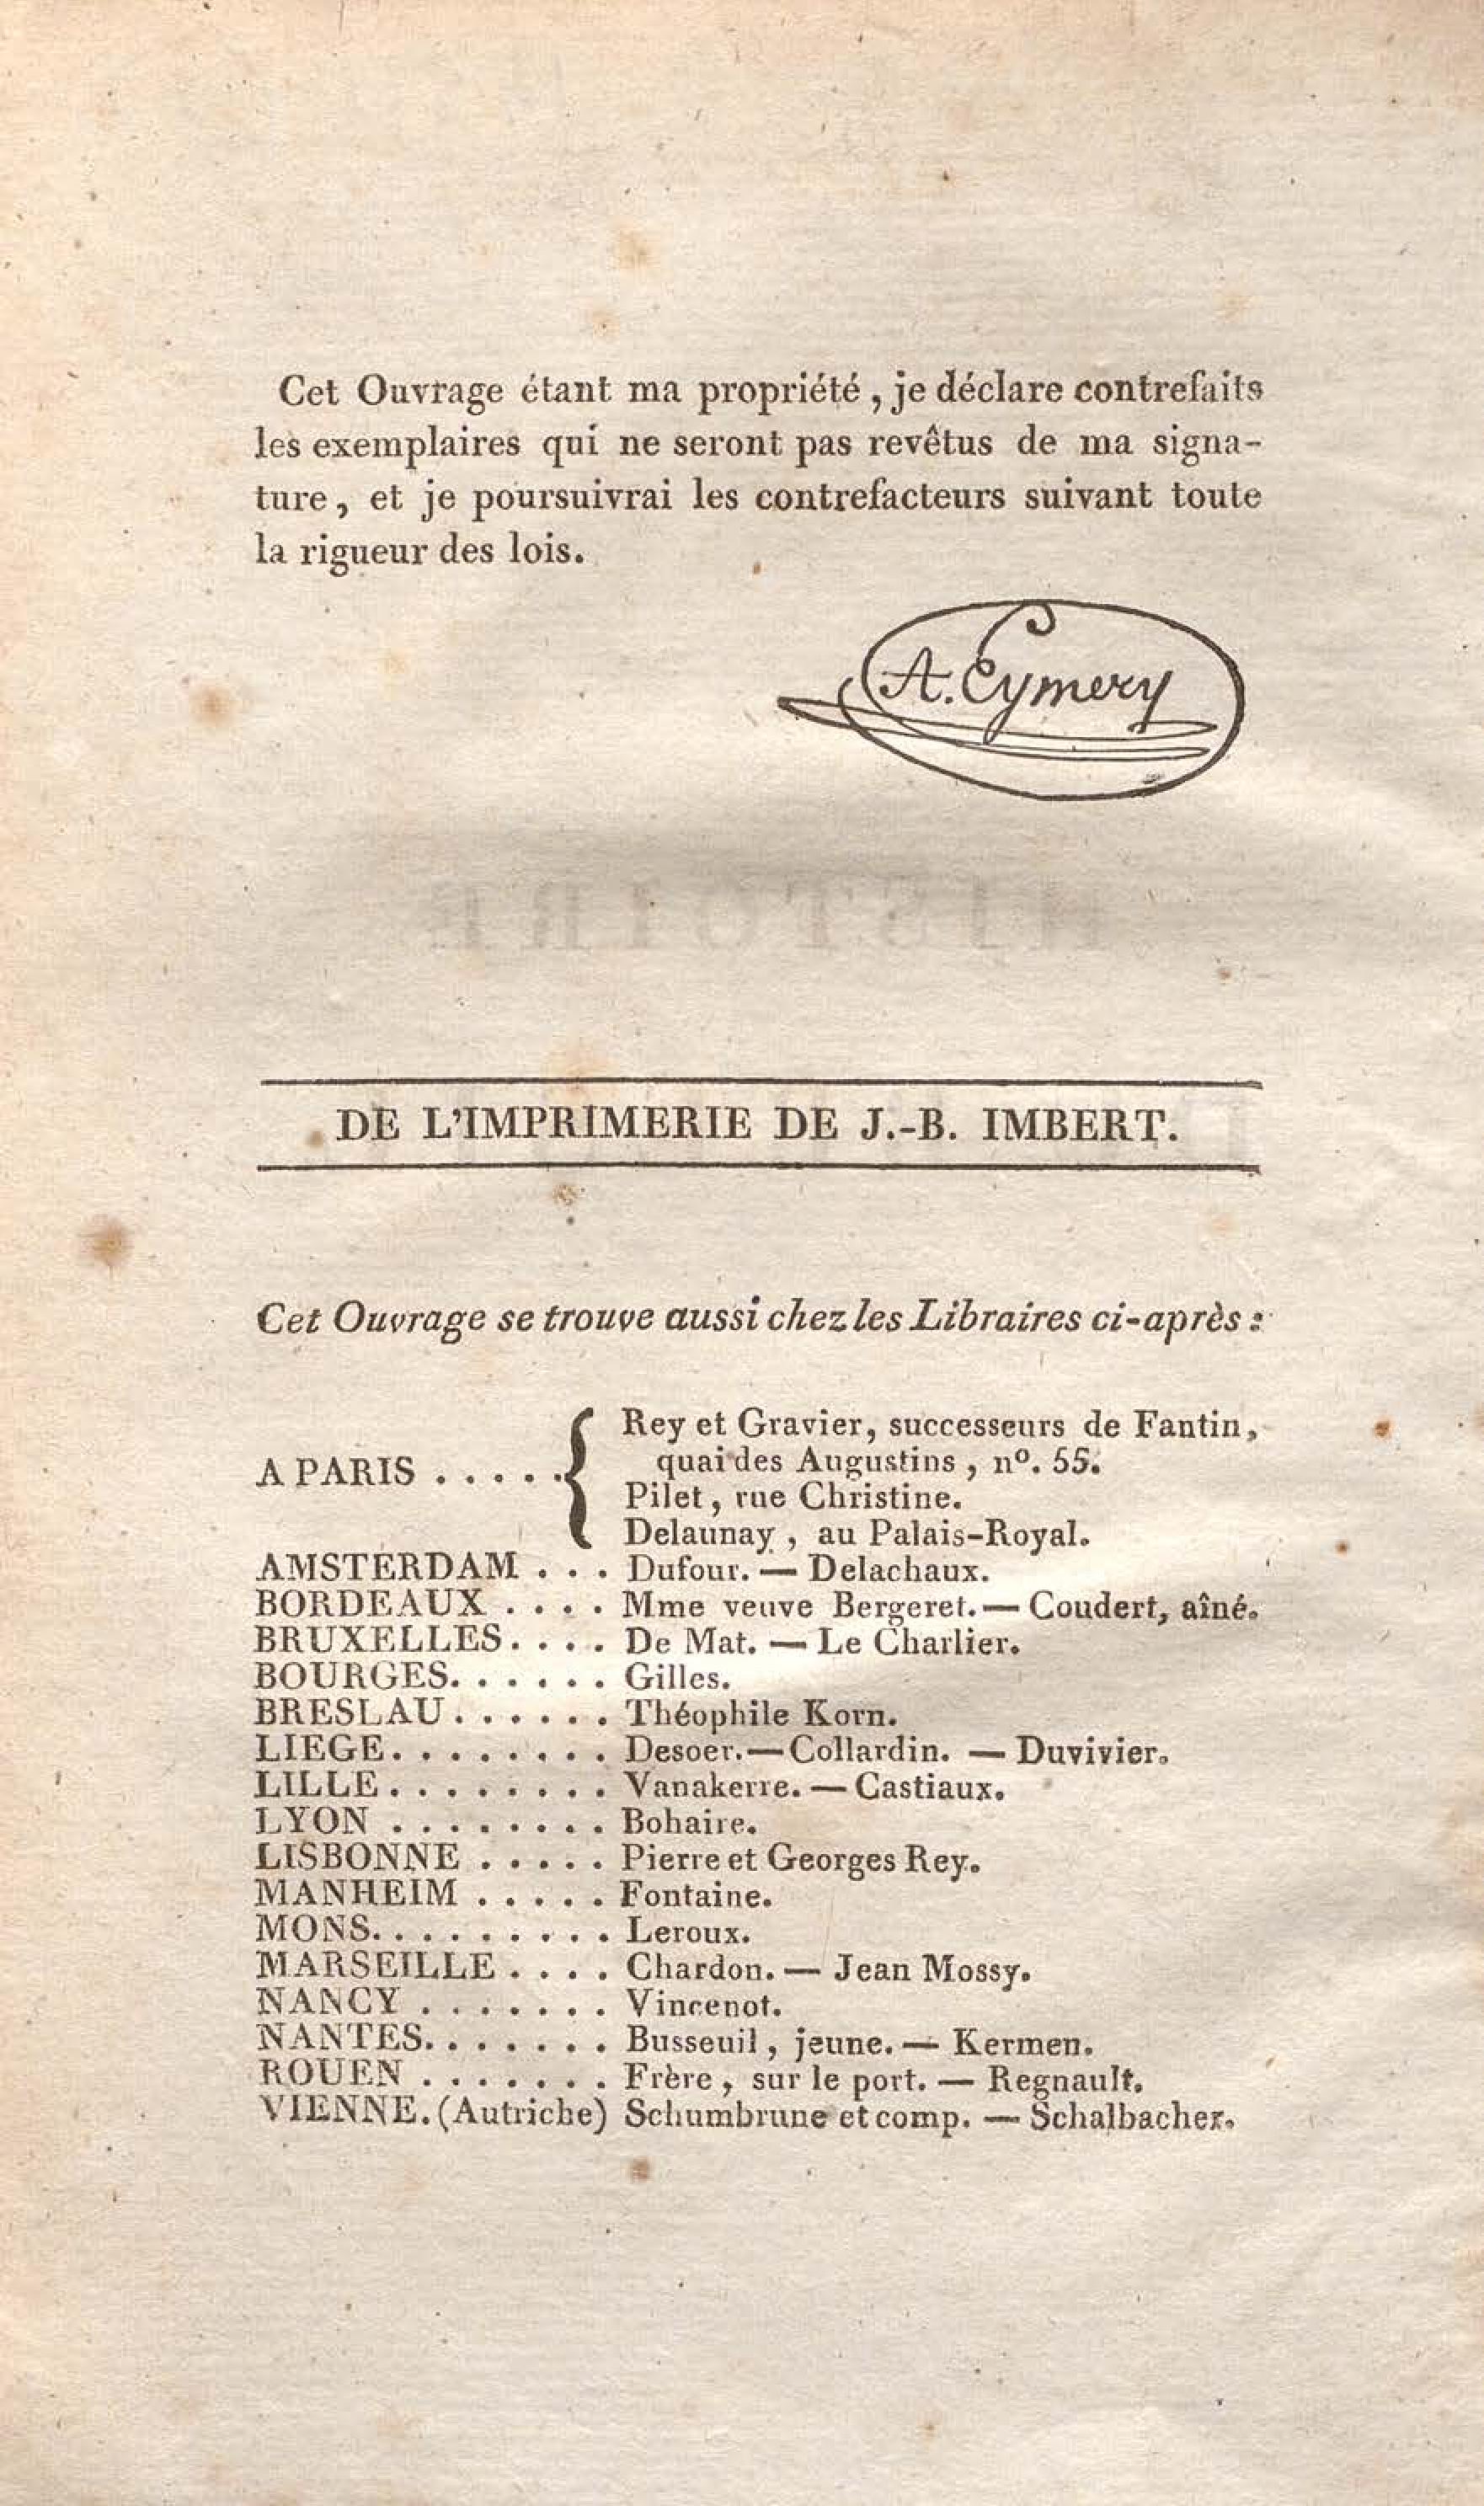 Cet Ouvrage étant ma propriété, je déclare contrefaits
les exemplaires qui ne seront pas revêtus de ma signa-
ture, et je poursuivrai les contrefacteurs suivant toute
la rigueur des lois.
A. Eymery
HISTOIRE
DE L'IMPRIMERIE DE J.-B. IMBERT.
Cet Ouvrage se trouve aussi chez les Libraires ci-après :
A PARIS . . . . . { Rey et Gravier, successeurs de Fantin,
quai des Augustins, nº. 55.
Pilet, rue Christine.
Delaunay, au Palais-Royal.
AMSTERDAM . . . Dufour. — Delachaux.
BORDEAUX . . . . Mme veuve Bergeret. — Coudert, aîné.
BRUXELLES. . . . De Mat. — Le Charlier.
BOURGES. . . . . . Gilles.
BRESLAU . . . . . . Théophile Korn.
LIEGE. . . . . . . . Desoer. — Collardin. — Duvivier.
LILLE . . . . . . . . Vanakerre. — Castiaux.
LYON . . . . . . . . Bohaire.
LISBONNE . . . . . Pierre et Georges Rey.
MANHEIM . . . . . Fontaine.
MONS. . . . . . . . . Leroux.
MARSEILLE . . . . Chardon. — Jean Mossy.
NANCY . . . . . . . Vincenot.
NANTES. . . . . . . Busseuil, jeune. — Kermen.
ROUEN . . . . . . . Frère, sur le port. — Regnault.
VIENNE. (Autriche) Schumbrune et comp. — Schalbacher.